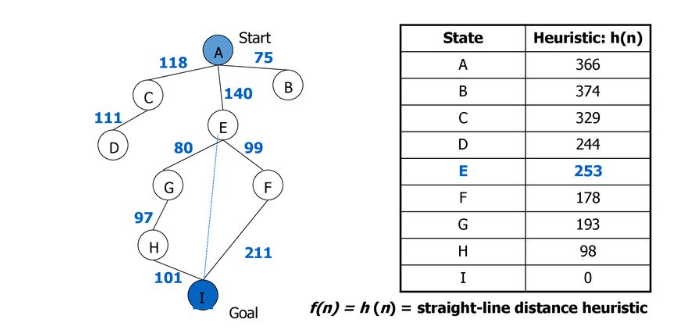 Start
A
118
75
C
B
140
111
E
D
80
99
G
F
97
H
211
101
I
Goal
State Heuristic: h(n)
A 366
B 374
C 329
D 244
E 253
F 178
G 193
H 98
I 0
f(n) = h (n) = straight-line distance heuristic